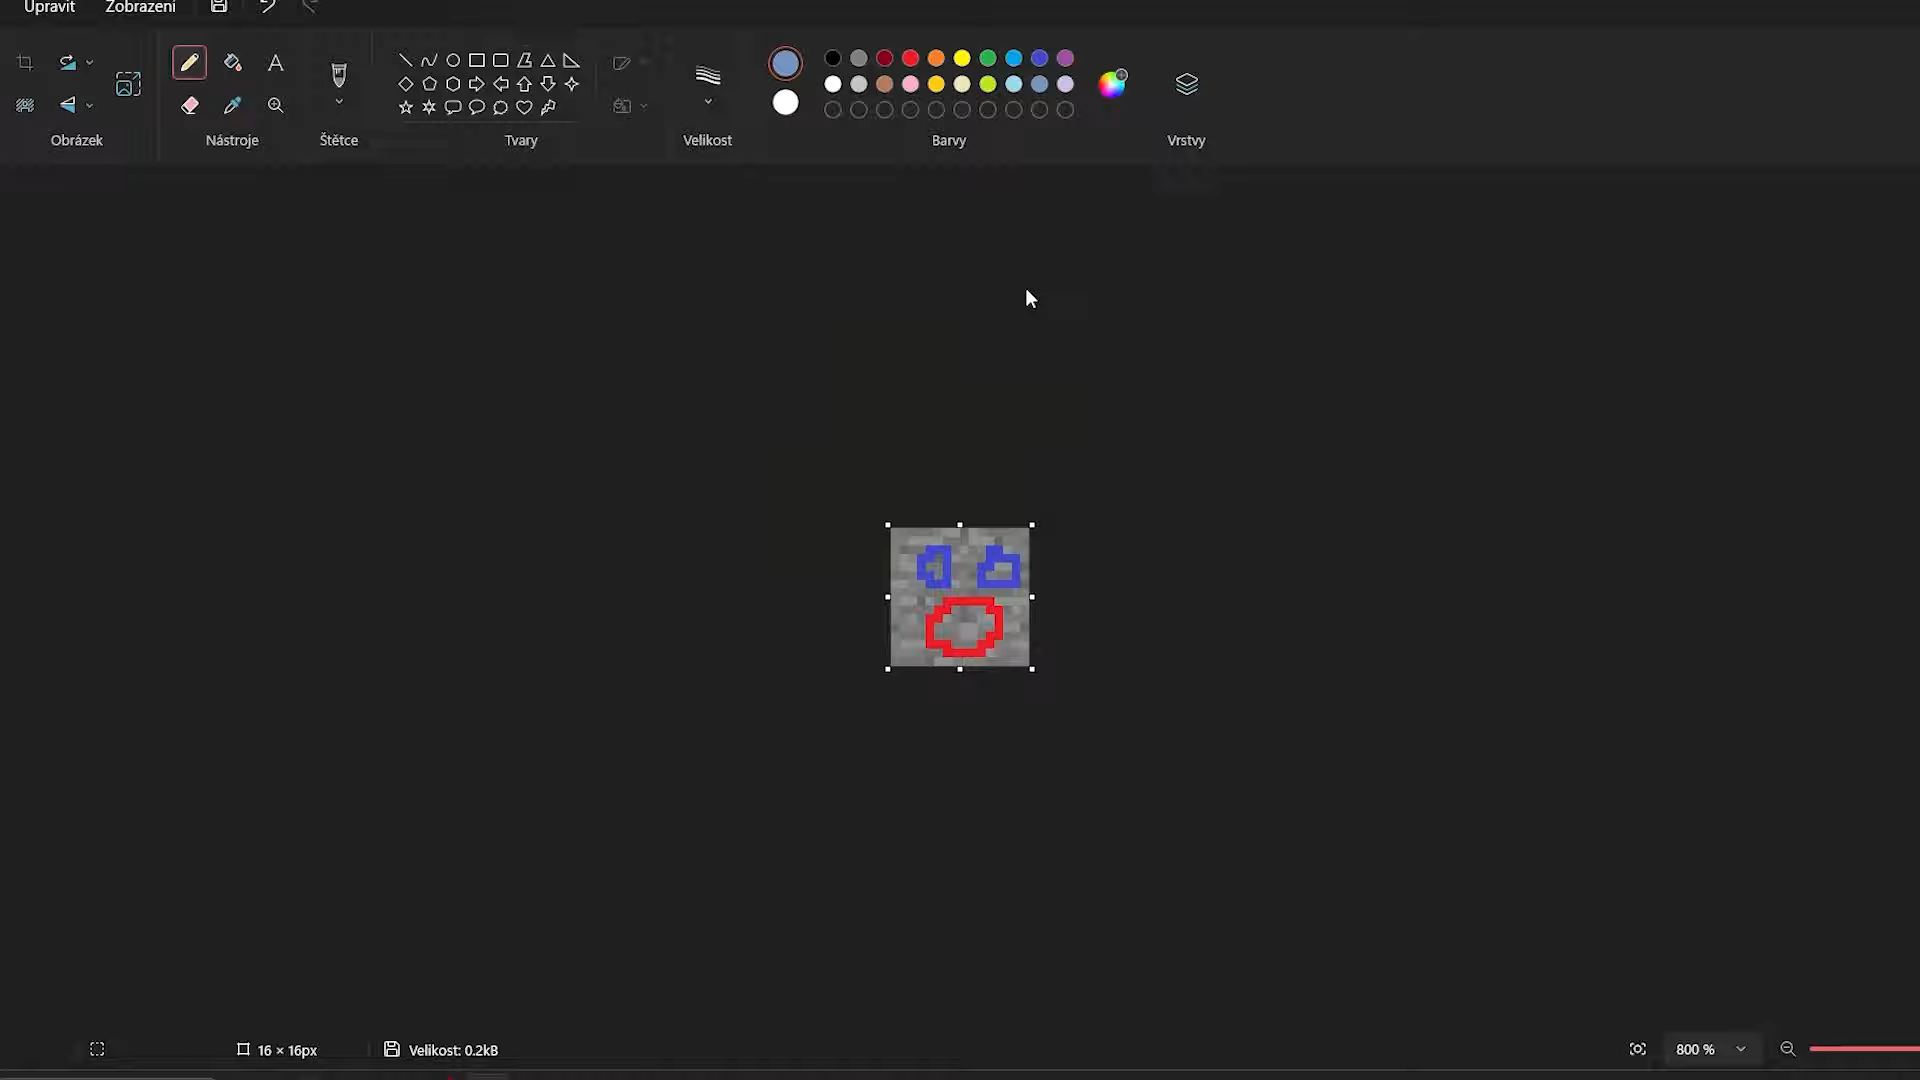 Upravit Zobrazení
Obrázek Nástroje Štětce Tvary Velikost Barvy Vrstvy
16 × 16px Velikost: 0.2kB 800 %